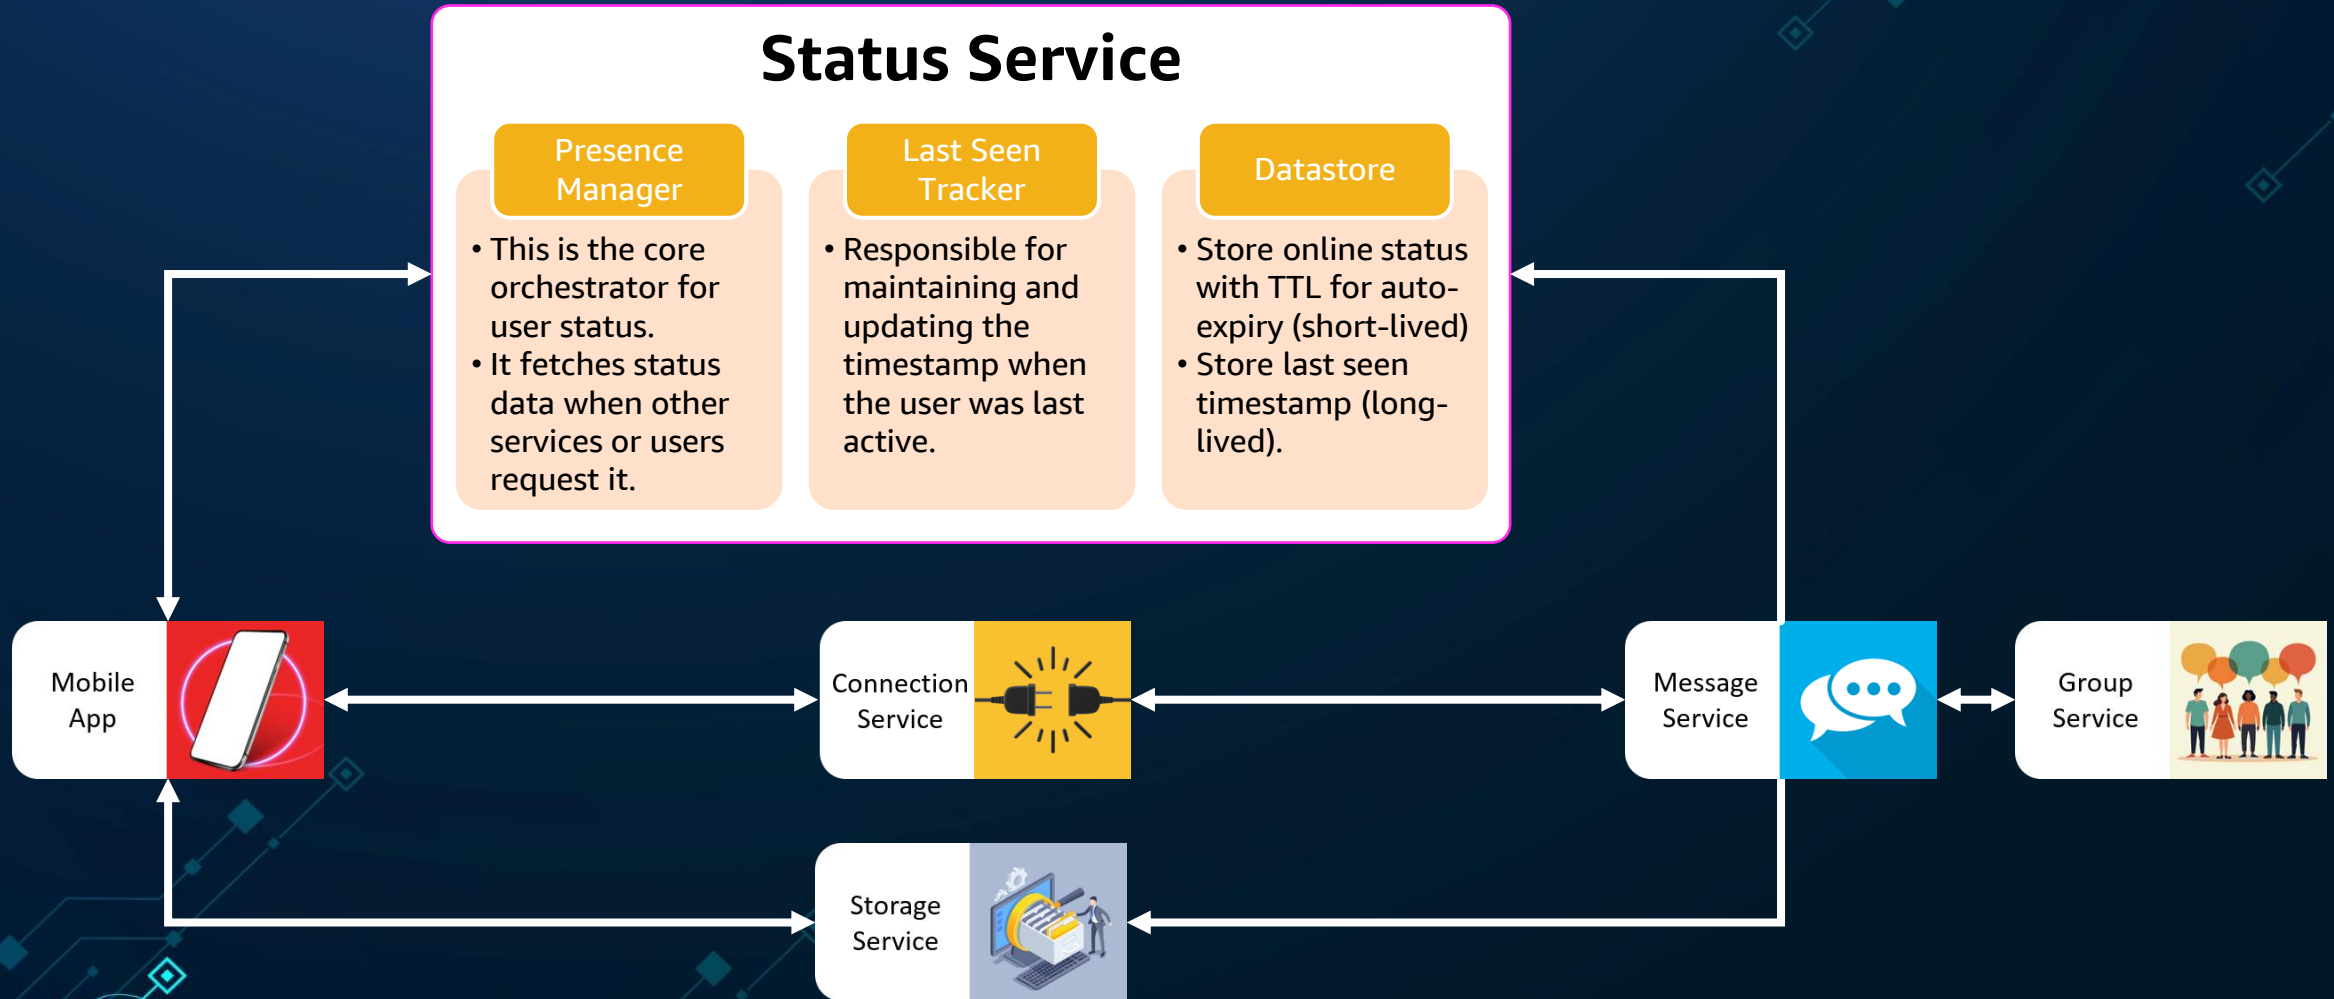 Status Service
Presence
Manager
• This is the core
orchestrator for
user status.
• It fetches status
data when other
services or users
request it.
Last Seen
Tracker
• Responsible for
maintaining and
updating the
timestamp when
the user was last
active.
Datastore
• Store online status
with TTL for auto-
expiry (short-lived)
• Store last seen
timestamp (long-
lived).
Mobile
App
Connection
Service
Message
Service
Group
Service
Storage
Service